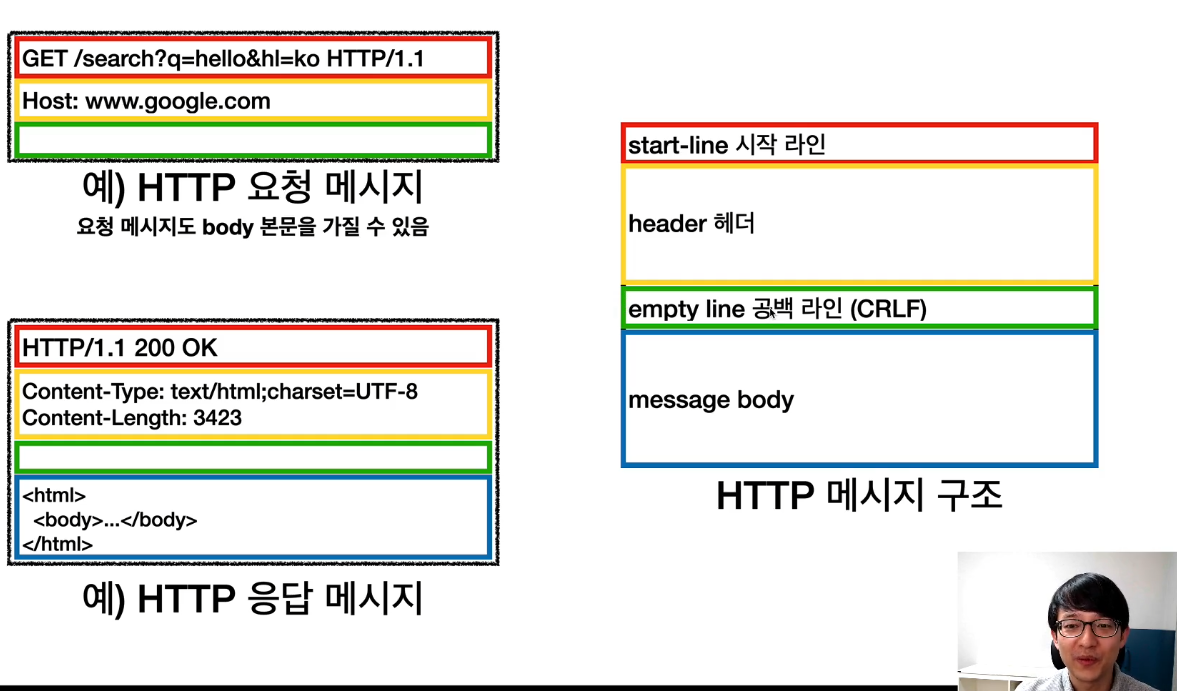 GET /search?q=hello&hl=ko HTTP/1.1
Host: www.google.com
예) HTTP 요청 메시지
요청 메시지도 body 본문을 가질 수 있음
HTTP/1.1 200 OK
Content-Type: text/html;charset=UTF-8
Content-Length: 3423
<html>
<body>...</body>
</html>
예) HTTP 응답 메시지
start-line 시작 라인
header 헤더
empty line 공백 라인 (CRLF)
message body
HTTP 메시지 구조